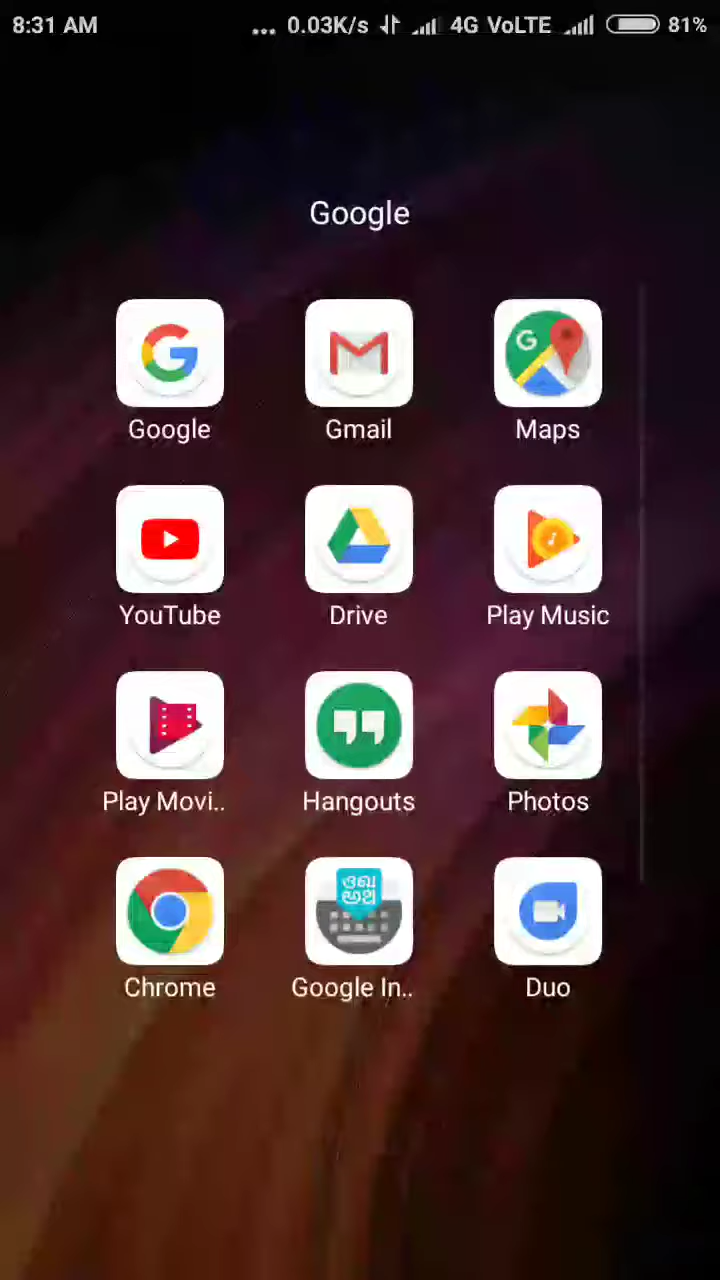 8:31 AM ... 0.03K/s 4G VoLTE 81%
Google
Google Gmail Maps
YouTube Drive Play Music
Play Movi.. Hangouts Photos
Chrome Google In.. Duo